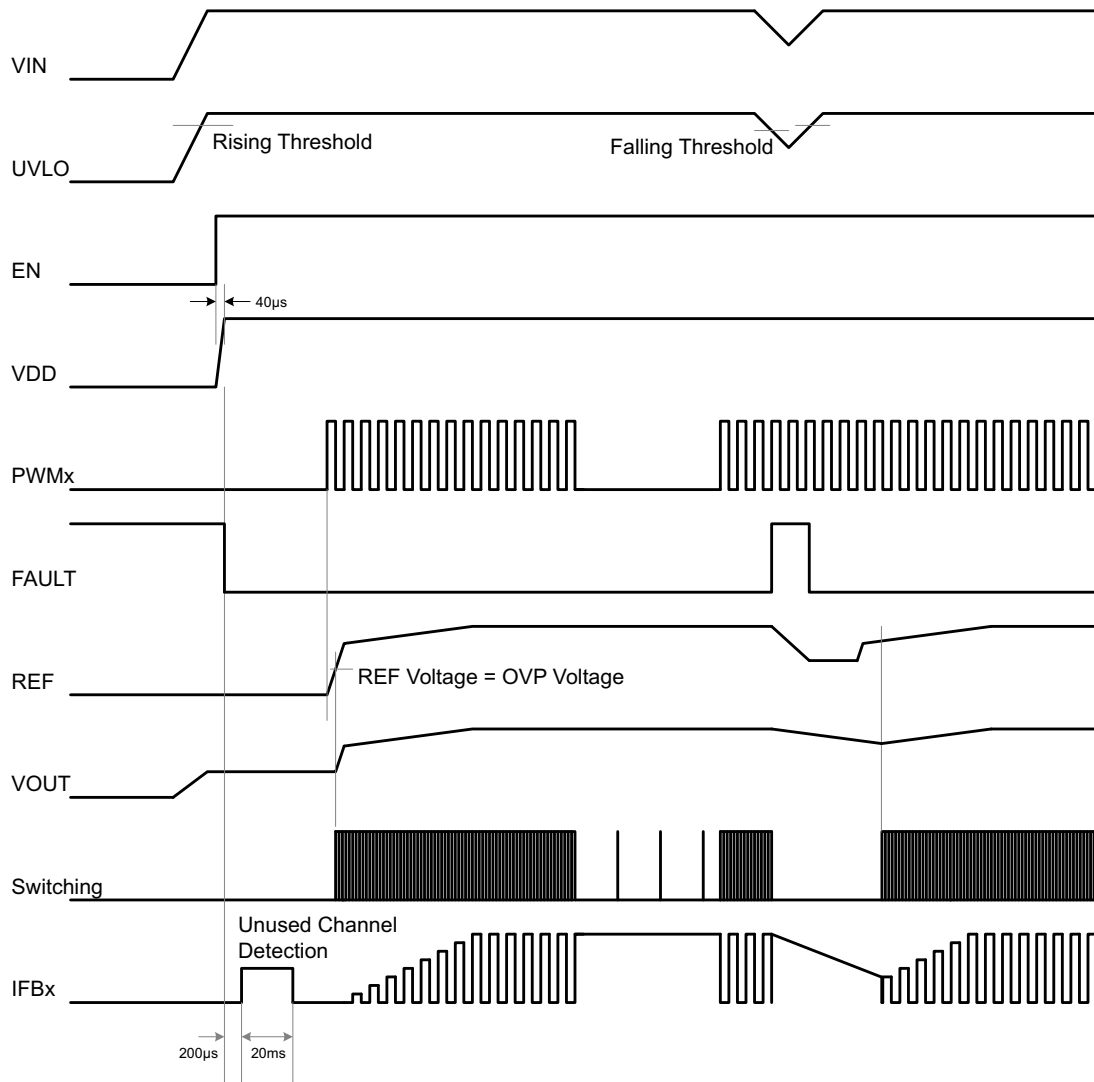 VIN
Rising Threshold
Falling Threshold
UVLO
EN
40µs
VDD
PWMx
FAULT
REF Voltage = OVP Voltage
REF
VOUT
Switching
Unused Channel
Detection
IFBx
200µs
20ms